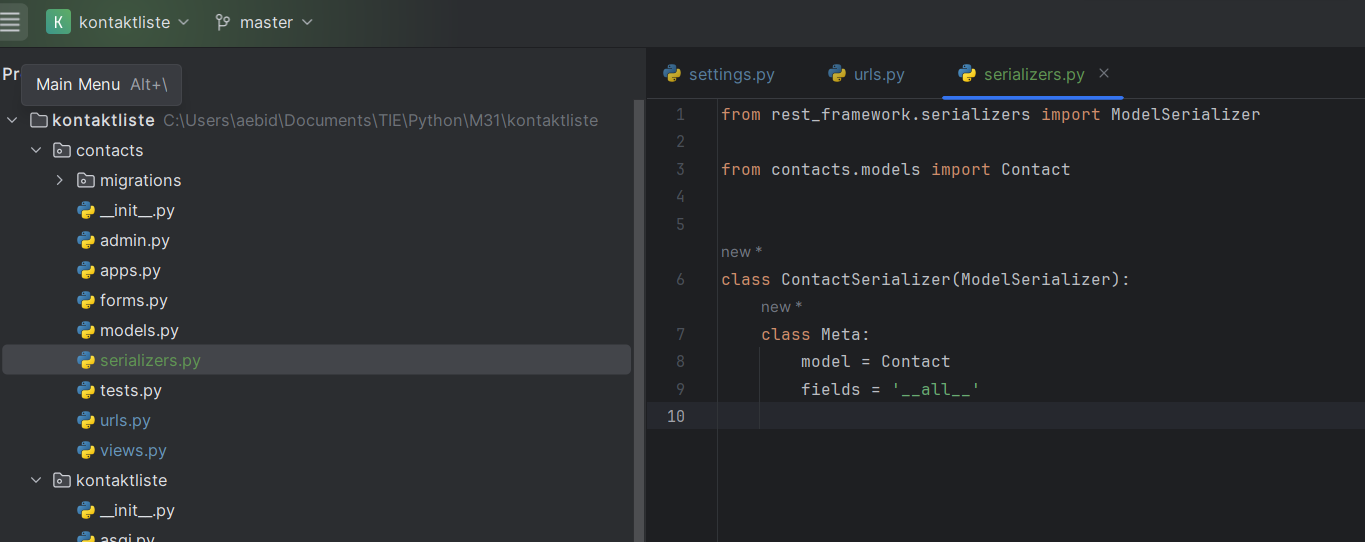 K kontaktliste master
Pr
Main Menu Alt+\
settings.py urls.py serializers.py
kontaktliste C:\Users\aebid\Documents\TIE\Python\M31\kontaktliste
contacts
migrations
__init__.py
admin.py
apps.py
forms.py
models.py
serializers.py
tests.py
urls.py
views.py
kontaktliste
__init__.py
asgi.py
1 from rest_framework.serializers import ModelSerializer
2
3 from contacts.models import Contact
4
5
new *
6 class ContactSerializer(ModelSerializer):
new *
7 class Meta:
8 model = Contact
9 fields = '__all__'
10